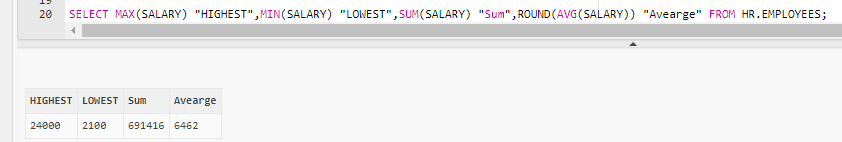 20 SELECT MAX(SALARY) "HIGHEST",MIN(SALARY) "LOWEST",SUM(SALARY) "Sum",ROUND(AVG(SALARY)) "Avearge" FROM HR.EMPLOYEES;
HIGHEST LOWEST Sum Avearge
24000 2100 691416 6462